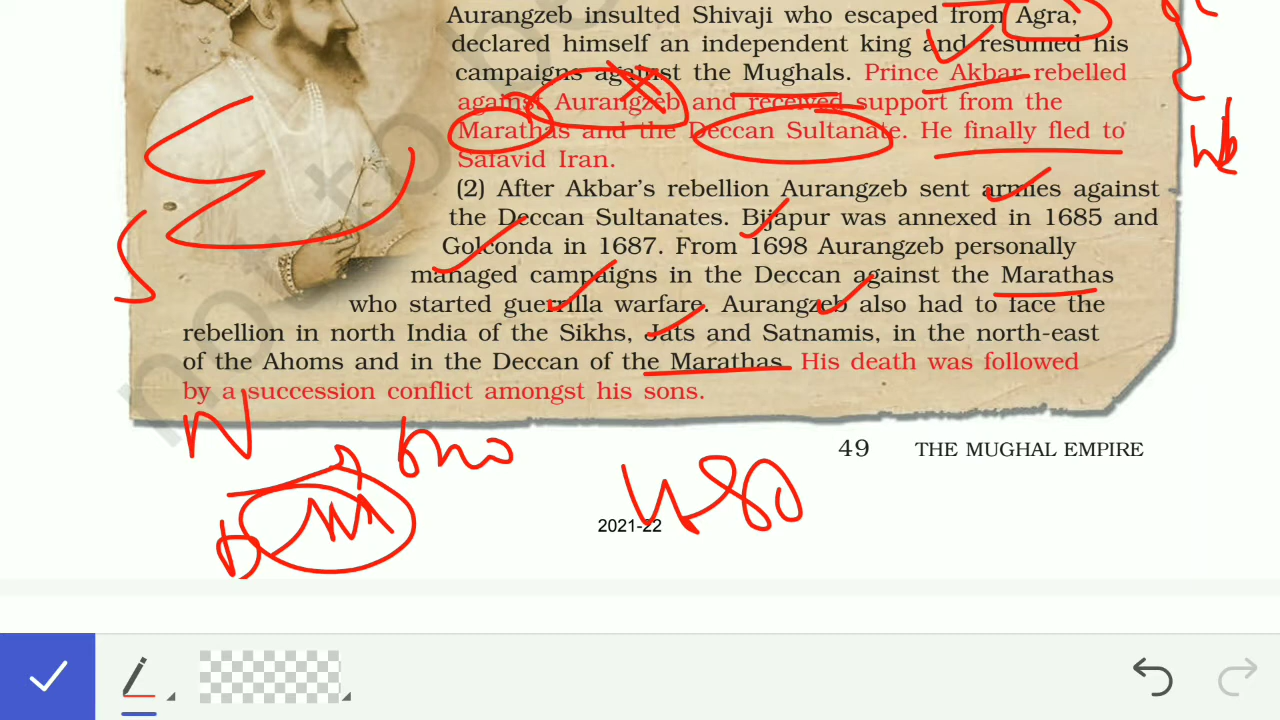 Aurangzeb insulted Shivaji who escaped from Agra,
declared himself an independent king and resumed his
campaigns against the Mughals. Prince Akbar rebelled
against Aurangzeb and received support from the
Marathas and the Deccan Sultanate. He finally fled to
Safavid Iran.
(2) After Akbar's rebellion Aurangzeb sent armies against
the Deccan Sultanates. Bijapur was annexed in 1685 and
Golconda in 1687. From 1698 Aurangzeb personally
managed campaigns in the Deccan against the Marathas
who started guerrilla warfare. Aurangzeb also had to face the
rebellion in north India of the Sikhs, Jats and Satnamis, in the north-east
of the Ahoms and in the Deccan of the Marathas. His death was followed
by a succession conflict amongst his sons.
49 THE MUGHAL EMPIRE
2021-22